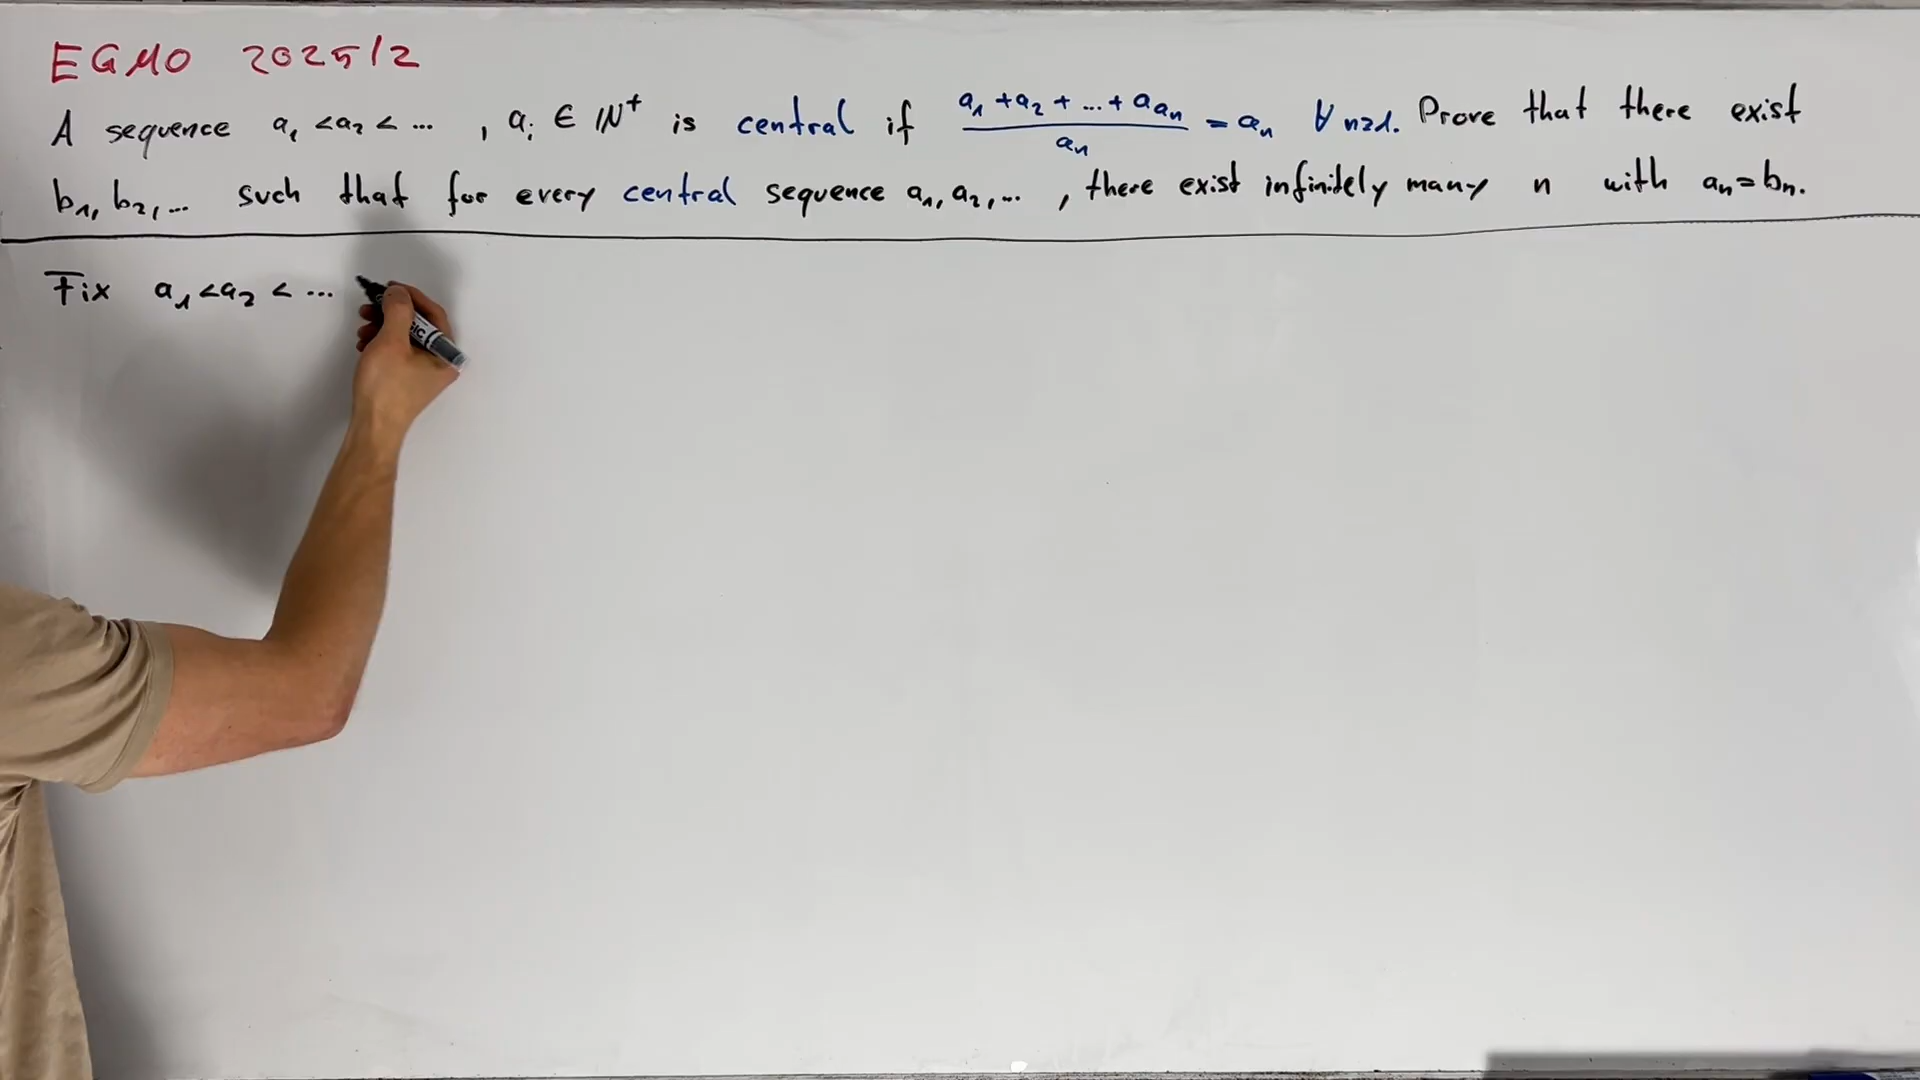 EGMO 2025/2
A sequence a₁ < a₂ < ... , aᵢ ∈ ℕ⁺ is central if (a₁ + a₂ + ... + a_{aₙ}) / aₙ = aₙ ∀ n≥1. Prove that there exist
b₁, b₂, ... such that for every central sequence a₁, a₂, ... , there exist infinitely many n with aₙ = bₙ.
Fix a₁ < a₂ < ...